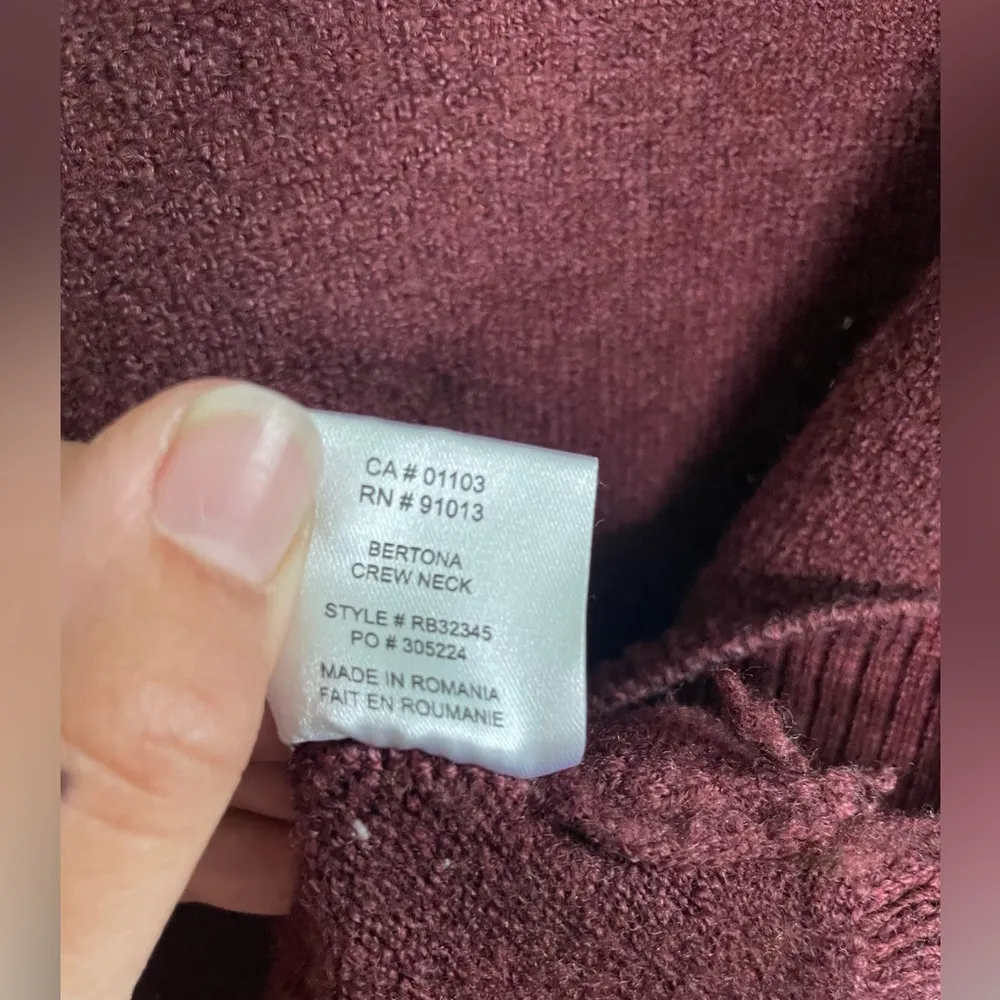 CA # 01103
RN # 91013
BERTONA
CREW NECK
STYLE # RB32345
PO # 305224
MADE IN ROMANIA
FAIT EN ROUMANIE